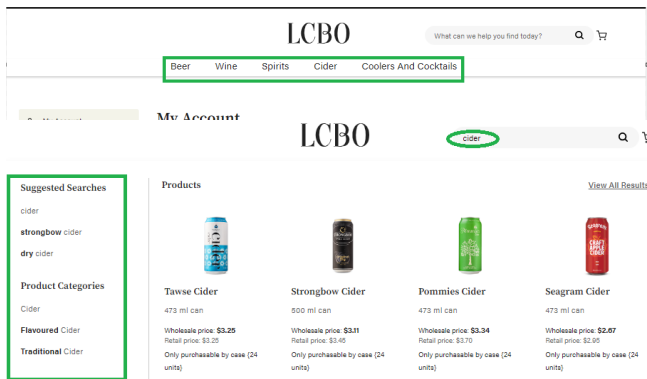 LCBO
What can we help you find today?
Beer Wine Spirits Cider Coolers And Cocktails
My Account
LCBO
cider
Suggested Searches
cider
strongbow cider
dry cider
Product Categories
Cider
Flavoured Cider
Traditional Cider
Products
View All Results
Tawse Cider
473 ml can
Wholesale price: $3.25
Retail price: $3.25
Only purchasable by case (24
units)
Strongbow Cider
500 ml can
Wholesale price: $3.11
Retail price: $3.45
Only purchasable by case (24
units)
Pommies Cider
473 ml can
Wholesale price: $3.34
Retail price: $3.70
Only purchasable by case (24
units)
Seagram Cider
473 ml can
Wholesale price: $2.67
Retail price: $2.95
Only purchasable by case (24
units)